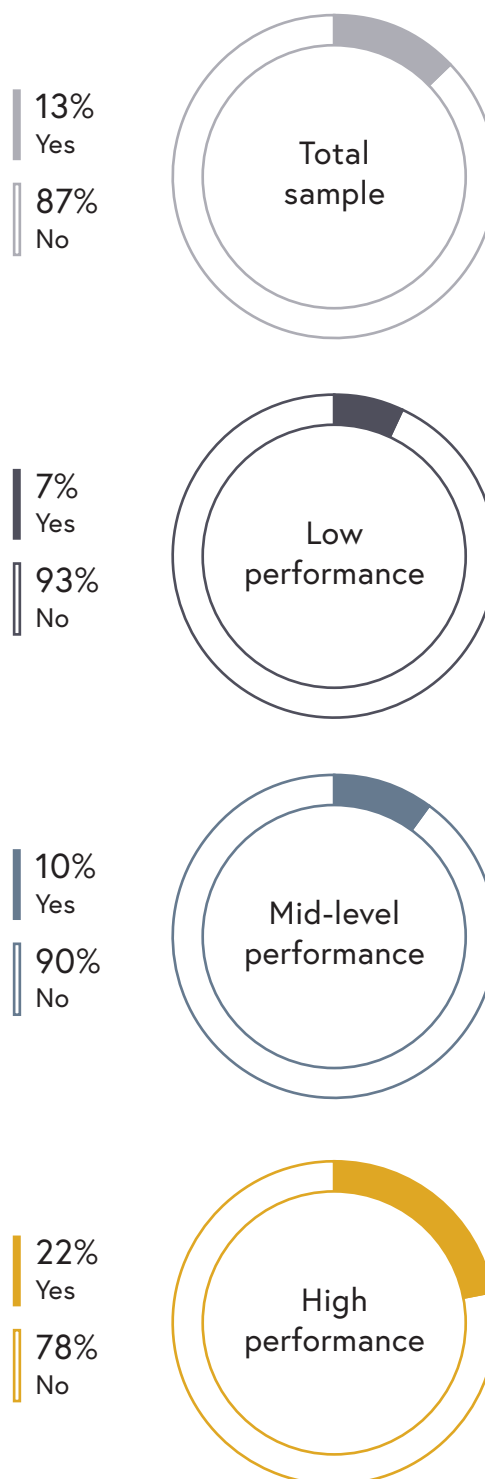 13%
Yes
87%
No
Total
sample
7%
Yes
93%
No
Low
performance
10%
Yes
90%
No
Mid-level
performance
22%
Yes
78%
No
High
performance